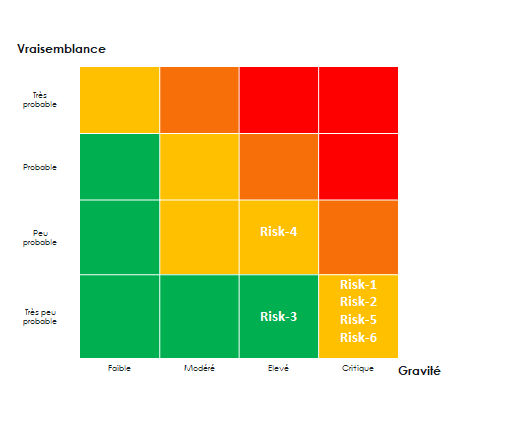 Vraisemblance
Très
probable
Probable
Peu
probable
Risk-4
Très peu
probable
Risk-3
Risk-1
Risk-2
Risk-5
Risk-6
Faible
Modéré
Elevé
Critique
Gravité